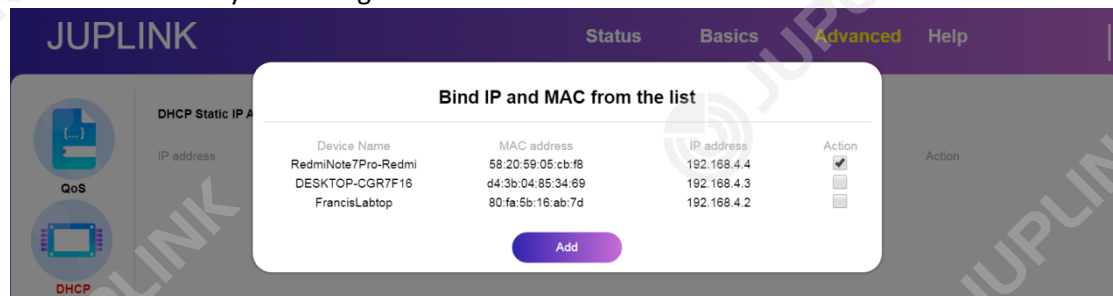 JUPLINK
Status Basics Advanced Help
Bind IP and MAC from the list
DHCP Static IP A
Device Name MAC address IP address Action
IP address Action
RedmiNote7Pro-Redmi 58:20:59:05:cb:f8 192.168.4.4
DESKTOP-CGR7F16 d4:3b:04:85:34:69 192.168.4.3
FrancisLabtop 80:fa:5b:16:ab:7d 192.168.4.2
{...}
QoS
Add
DHCP
JUPLINK